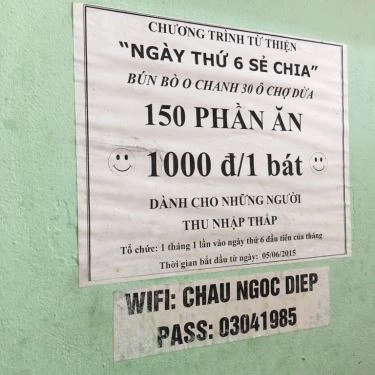 CHƯƠNG TRÌNH TỪ THIỆN
“NGÀY THỨ 6 SẺ CHIA”
BÚN BÒ O CHANH 30 Ô CHỢ DỪA
150 PHẦN ĂN
1000 đ/1 bát
DÀNH CHO NHỮNG NGƯỜI
THU NHẬP THẤP
Tổ chức: 1 tháng 1 lần vào ngày thứ 6 đầu tiên của tháng
Thời gian bắt đầu từ ngày: 05/06/2015
WIFI: CHAU NGOC DIEP
PASS: 03041985